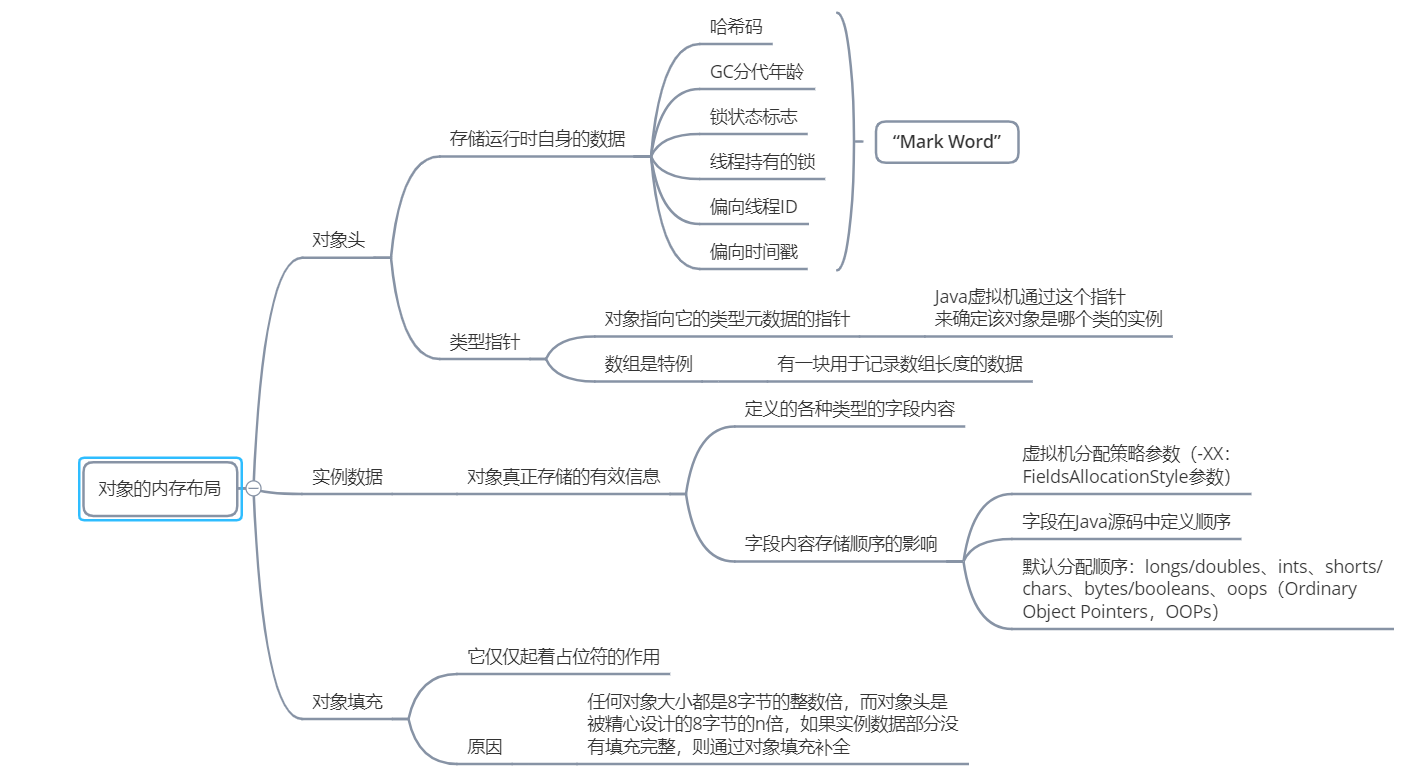 对象的内存布局
对象头
存储运行时自身的数据
哈希码
GC分代年龄
锁状态标志
线程持有的锁
偏向线程ID
偏向时间戳
“Mark Word”
类型指针
对象指向它的类型元数据的指针
Java虚拟机通过这个指针
来确定该对象是哪个类的实例
数组是特例
有一块用于记录数组长度的数据
实例数据
对象真正存储的有效信息
定义的各种类型的字段内容
字段内容存储顺序的影响
虚拟机分配策略参数（-XX：
FieldsAllocationStyle参数）
字段在Java源码中定义顺序
默认分配顺序：longs/doubles、ints、shorts/
chars、bytes/booleans、oops（Ordinary
Object Pointers，OOPs）
对象填充
它仅仅起着占位符的作用
原因
任何对象大小都是8字节的整数倍，而对象头是
被精心设计的8字节的n倍，如果实例数据部分没
有填充完整，则通过对象填充补全